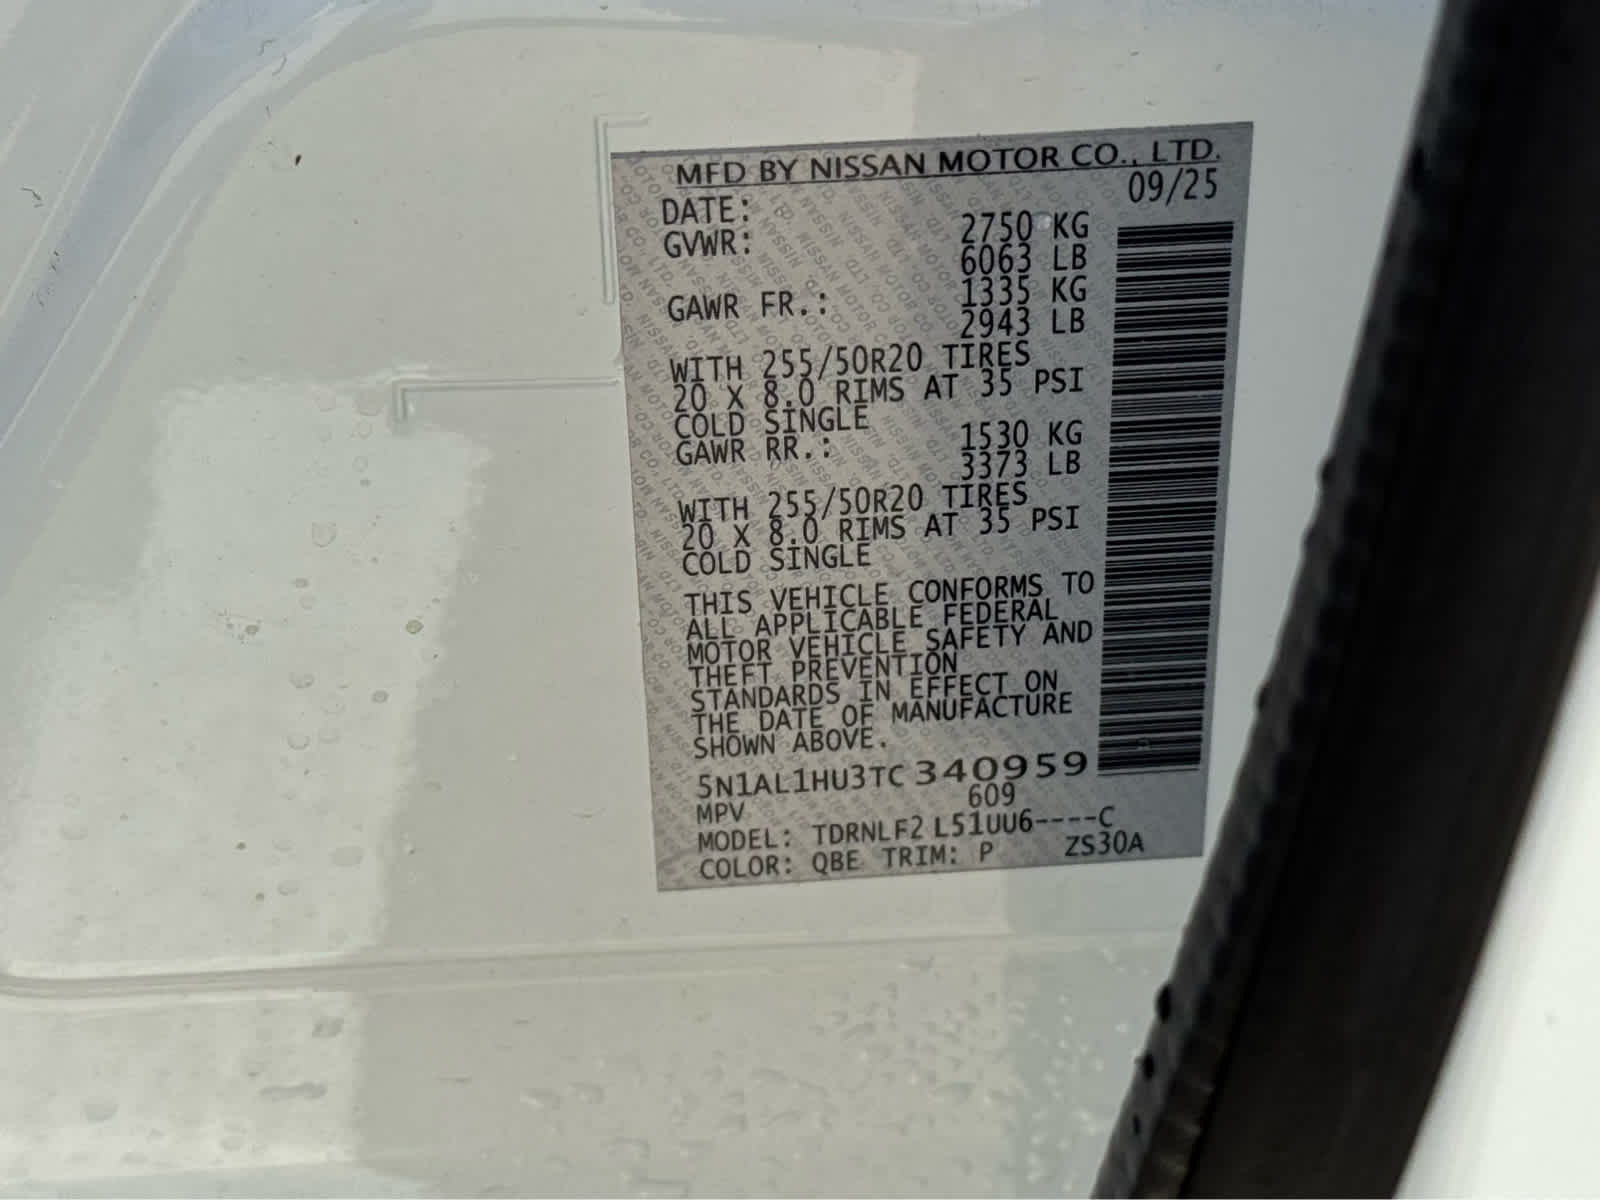 MFD BY NISSAN MOTOR CO., LTD.
DATE: 09/25
GVWR: 2750 KG
6063 LB
GAWR FR.: 1335 KG
2943 LB
WITH 255/50R20 TIRES
20 X 8.0 RIMS AT 35 PSI
COLD SINGLE
GAWR RR.: 1530 KG
3373 LB
WITH 255/50R20 TIRES
20 X 8.0 RIMS AT 35 PSI
COLD SINGLE
THIS VEHICLE CONFORMS TO
ALL APPLICABLE FEDERAL
MOTOR VEHICLE SAFETY AND
THEFT PREVENTION
STANDARDS IN EFFECT ON
THE DATE OF MANUFACTURE
SHOWN ABOVE.
5N1AL1HU3TC340959
MPV 609
MODEL: TDRNLF2 L51UU6----C
COLOR: QBE TRIM: P ZS30A